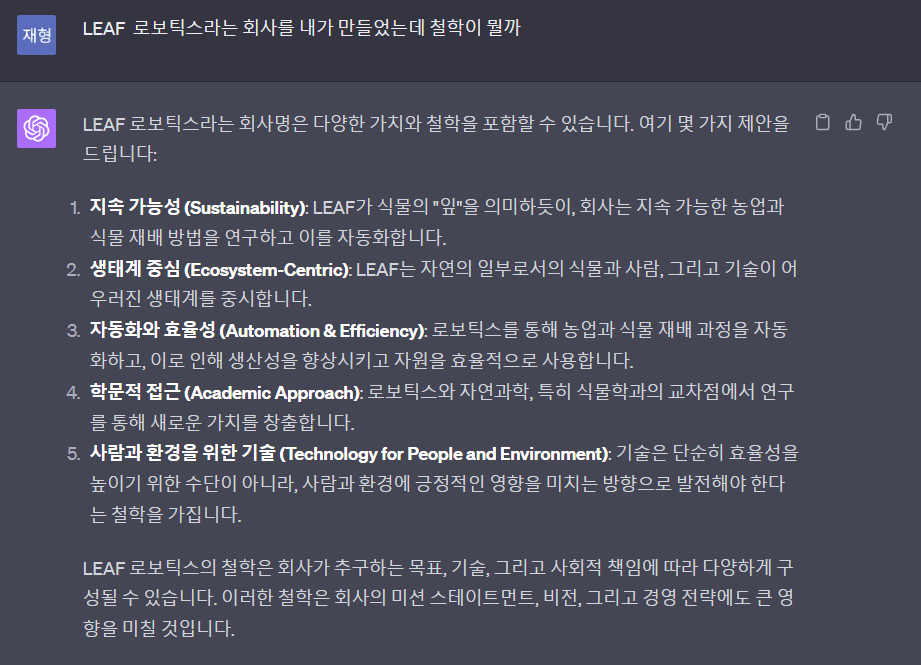 재형
LEAF 로보틱스라는 회사를 내가 만들었는데 철학이 뭘까
LEAF 로보틱스라는 회사명은 다양한 가치와 철학을 포함할 수 있습니다. 여기 몇 가지 제안을
드립니다:
1. 지속 가능성 (Sustainability): LEAF가 식물의 "잎"을 의미하듯이, 회사는 지속 가능한 농업과
식물 재배 방법을 연구하고 이를 자동화합니다.
2. 생태계 중심 (Ecosystem-Centric): LEAF는 자연의 일부로서의 식물과 사람, 그리고 기술이 어
우러진 생태계를 중시합니다.
3. 자동화와 효율성 (Automation & Efficiency): 로보틱스를 통해 농업과 식물 재배 과정을 자동
화하고, 이로 인해 생산성을 향상시키고 자원을 효율적으로 사용합니다.
4. 학문적 접근 (Academic Approach): 로보틱스와 자연과학, 특히 식물학과의 교차점에서 연구
를 통해 새로운 가치를 창출합니다.
5. 사람과 환경을 위한 기술 (Technology for People and Environment): 기술은 단순히 효율성을
높이기 위한 수단이 아니라, 사람과 환경에 긍정적인 영향을 미치는 방향으로 발전해야 한다
는 철학을 가집니다.
LEAF 로보틱스의 철학은 회사가 추구하는 목표, 기술, 그리고 사회적 책임에 따라 다양하게 구
성될 수 있습니다. 이러한 철학은 회사의 미션 스테이트먼트, 비전, 그리고 경영 전략에도 큰 영
향을 미칠 것입니다.